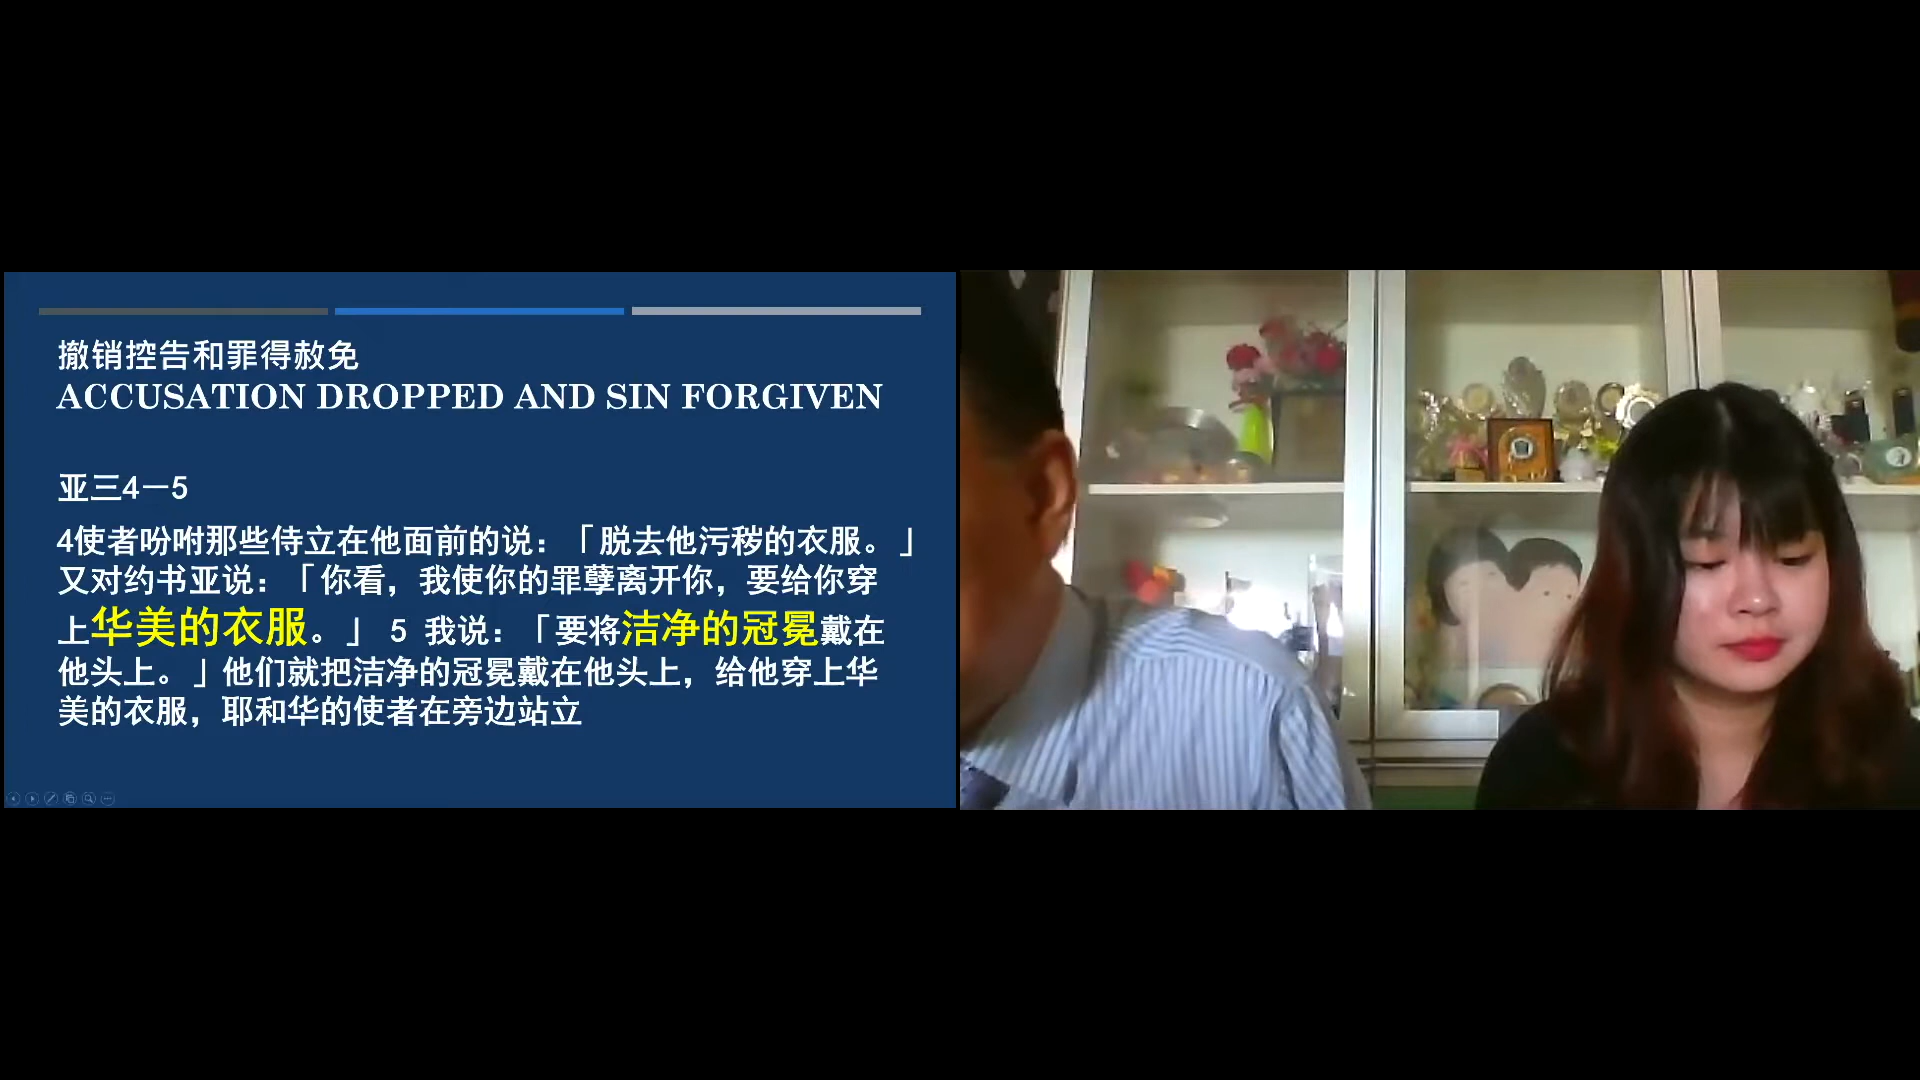 撤销控告和罪得赦免
ACCUSATION DROPPED AND SIN FORGIVEN
亚三4－5
4使者吩咐那些侍立在他面前的说：「脱去他污秽的衣服。」
又对约书亚说：「你看，我使你的罪孽离开你，要给你穿
上华美的衣服。」 5 我说：「要将洁净的冠冕戴在
他头上。」他们就把洁净的冠冕戴在他头上，给他穿上华
美的衣服，耶和华的使者在旁边站立